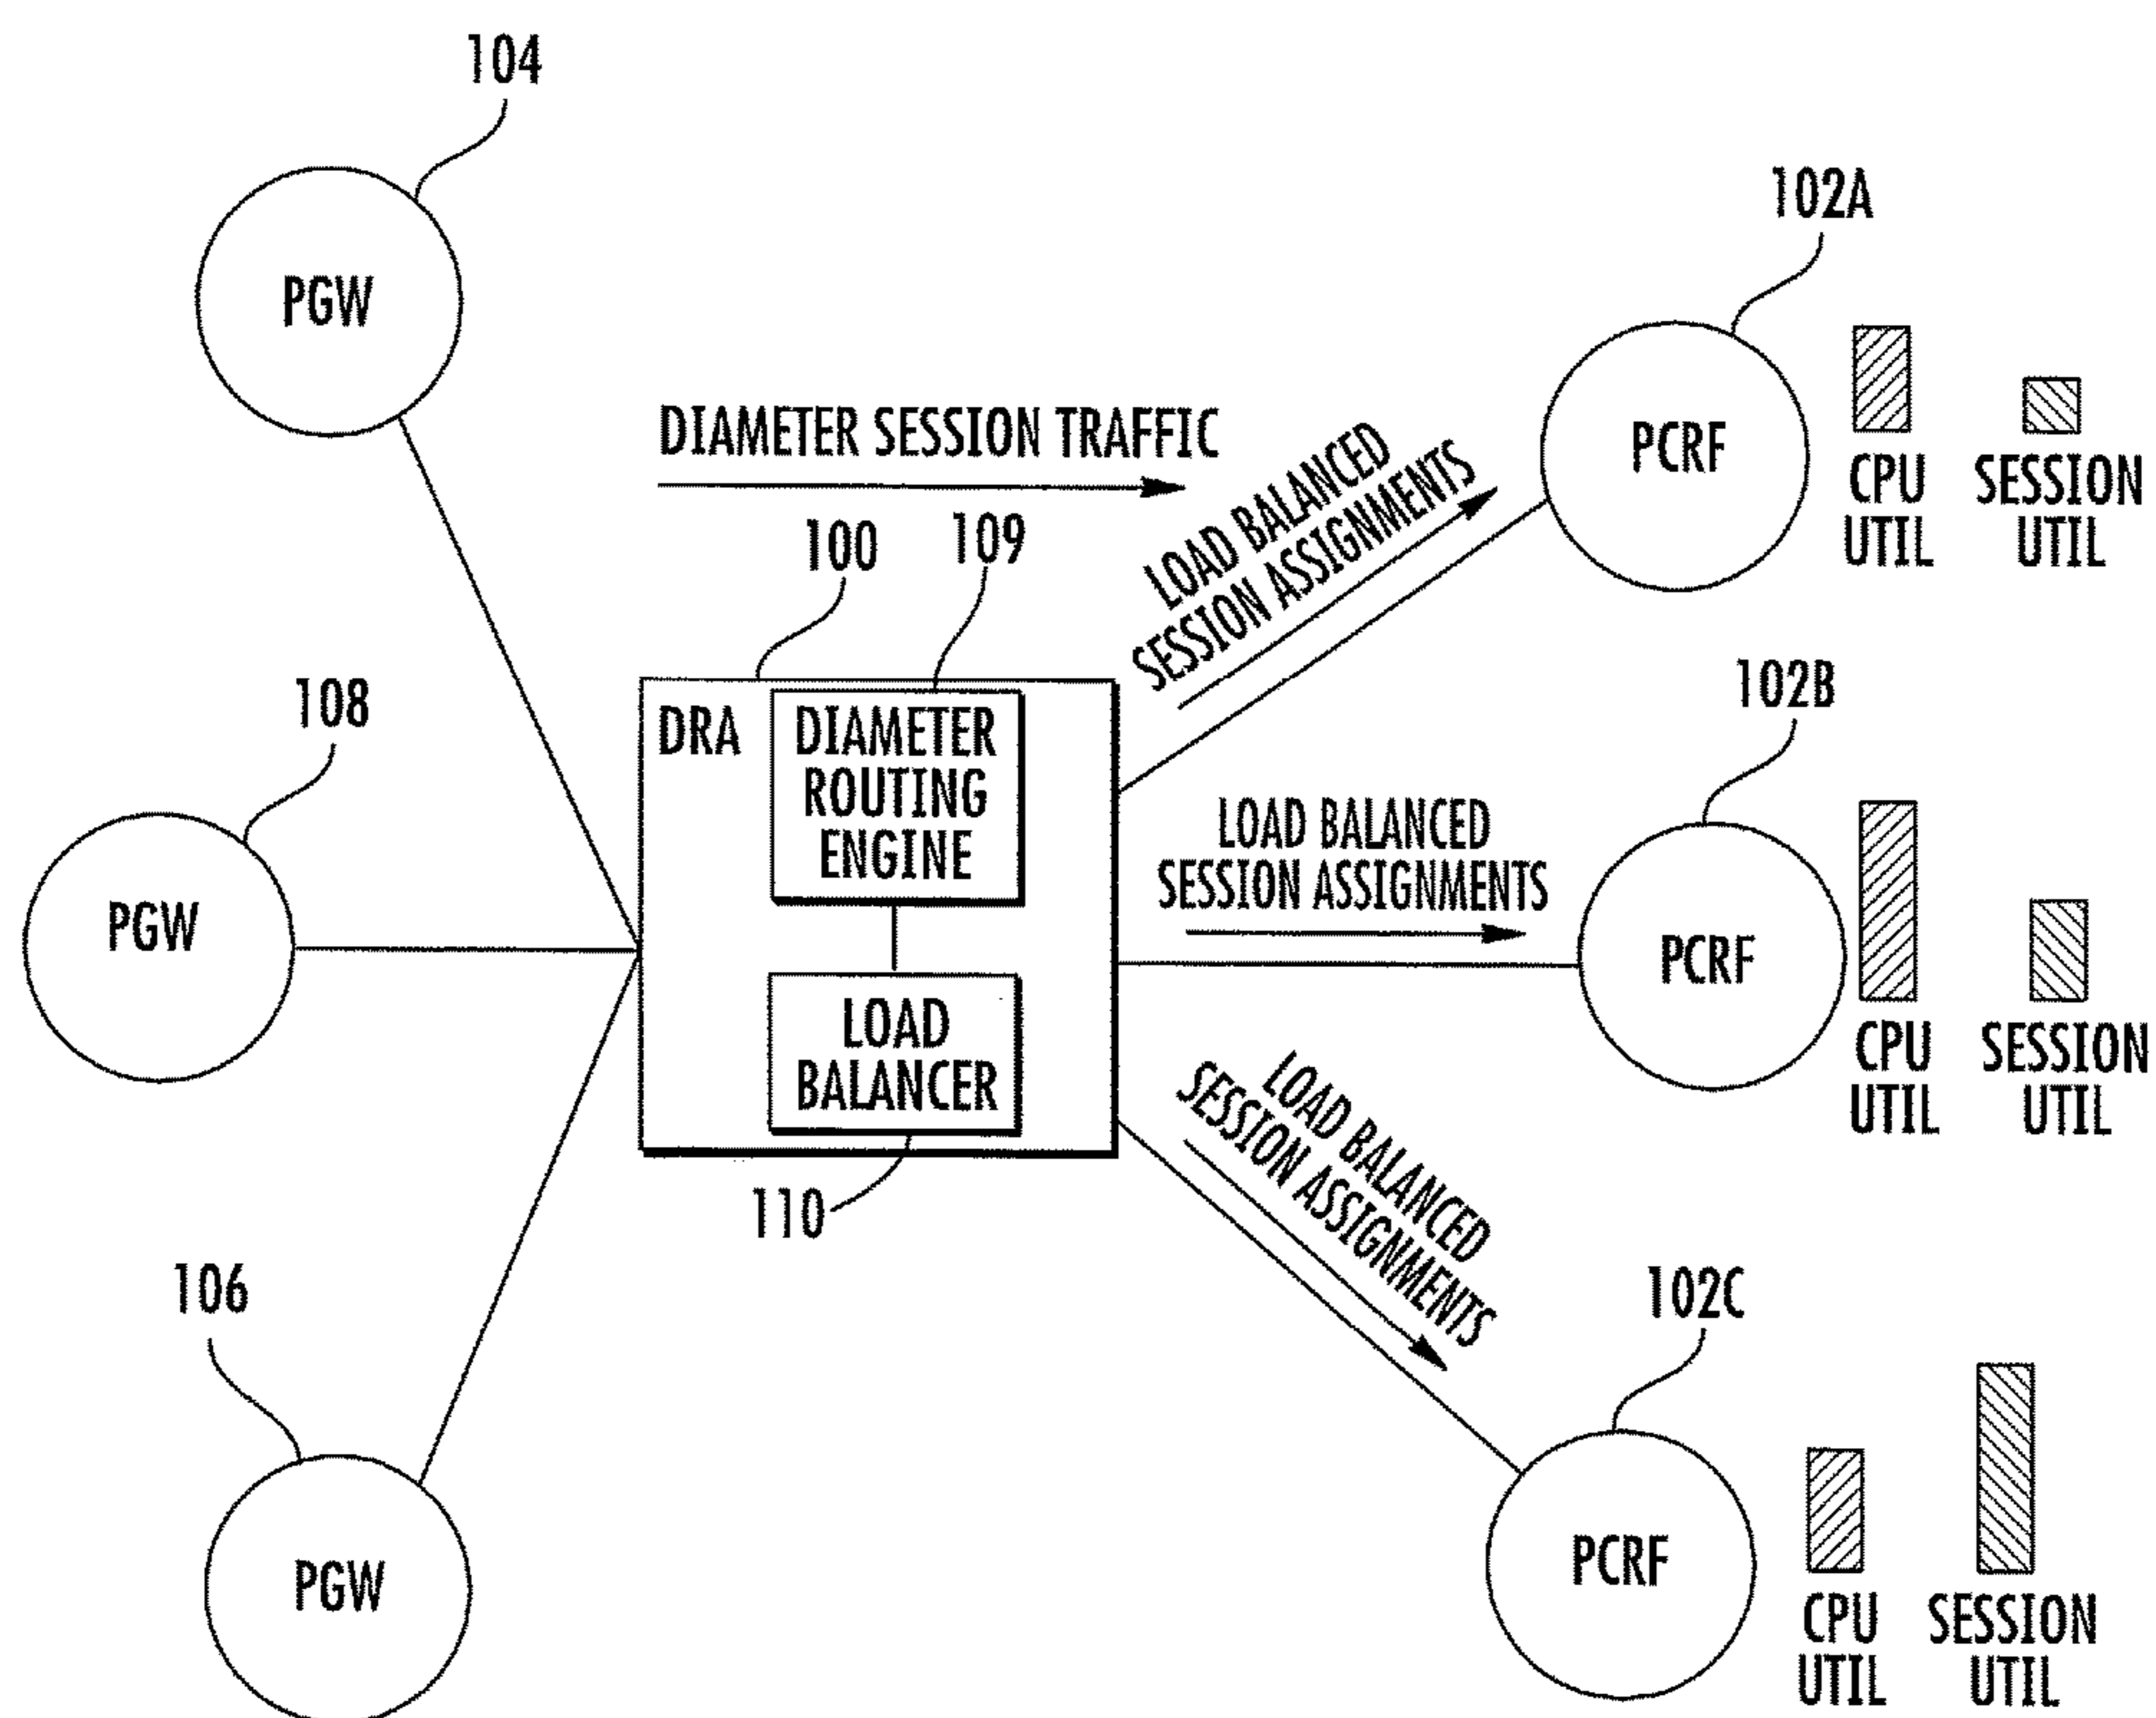 104
PGW
102A
PCRF
CPU
UTIL
SESSION
UTIL
DIAMETER SESSION TRAFFIC
LOAD BALANCED
SESSION ASSIGNMENTS
100
109
108
PGW
DRA
DIAMETER
ROUTING
ENGINE
LOAD
BALANCER
110
102B
LOAD BALANCED
SESSION ASSIGNMENTS
PCRF
CPU
UTIL
SESSION
UTIL
LOAD BALANCED
SESSION ASSIGNMENTS
106
PGW
102C
PCRF
CPU
UTIL
SESSION
UTIL